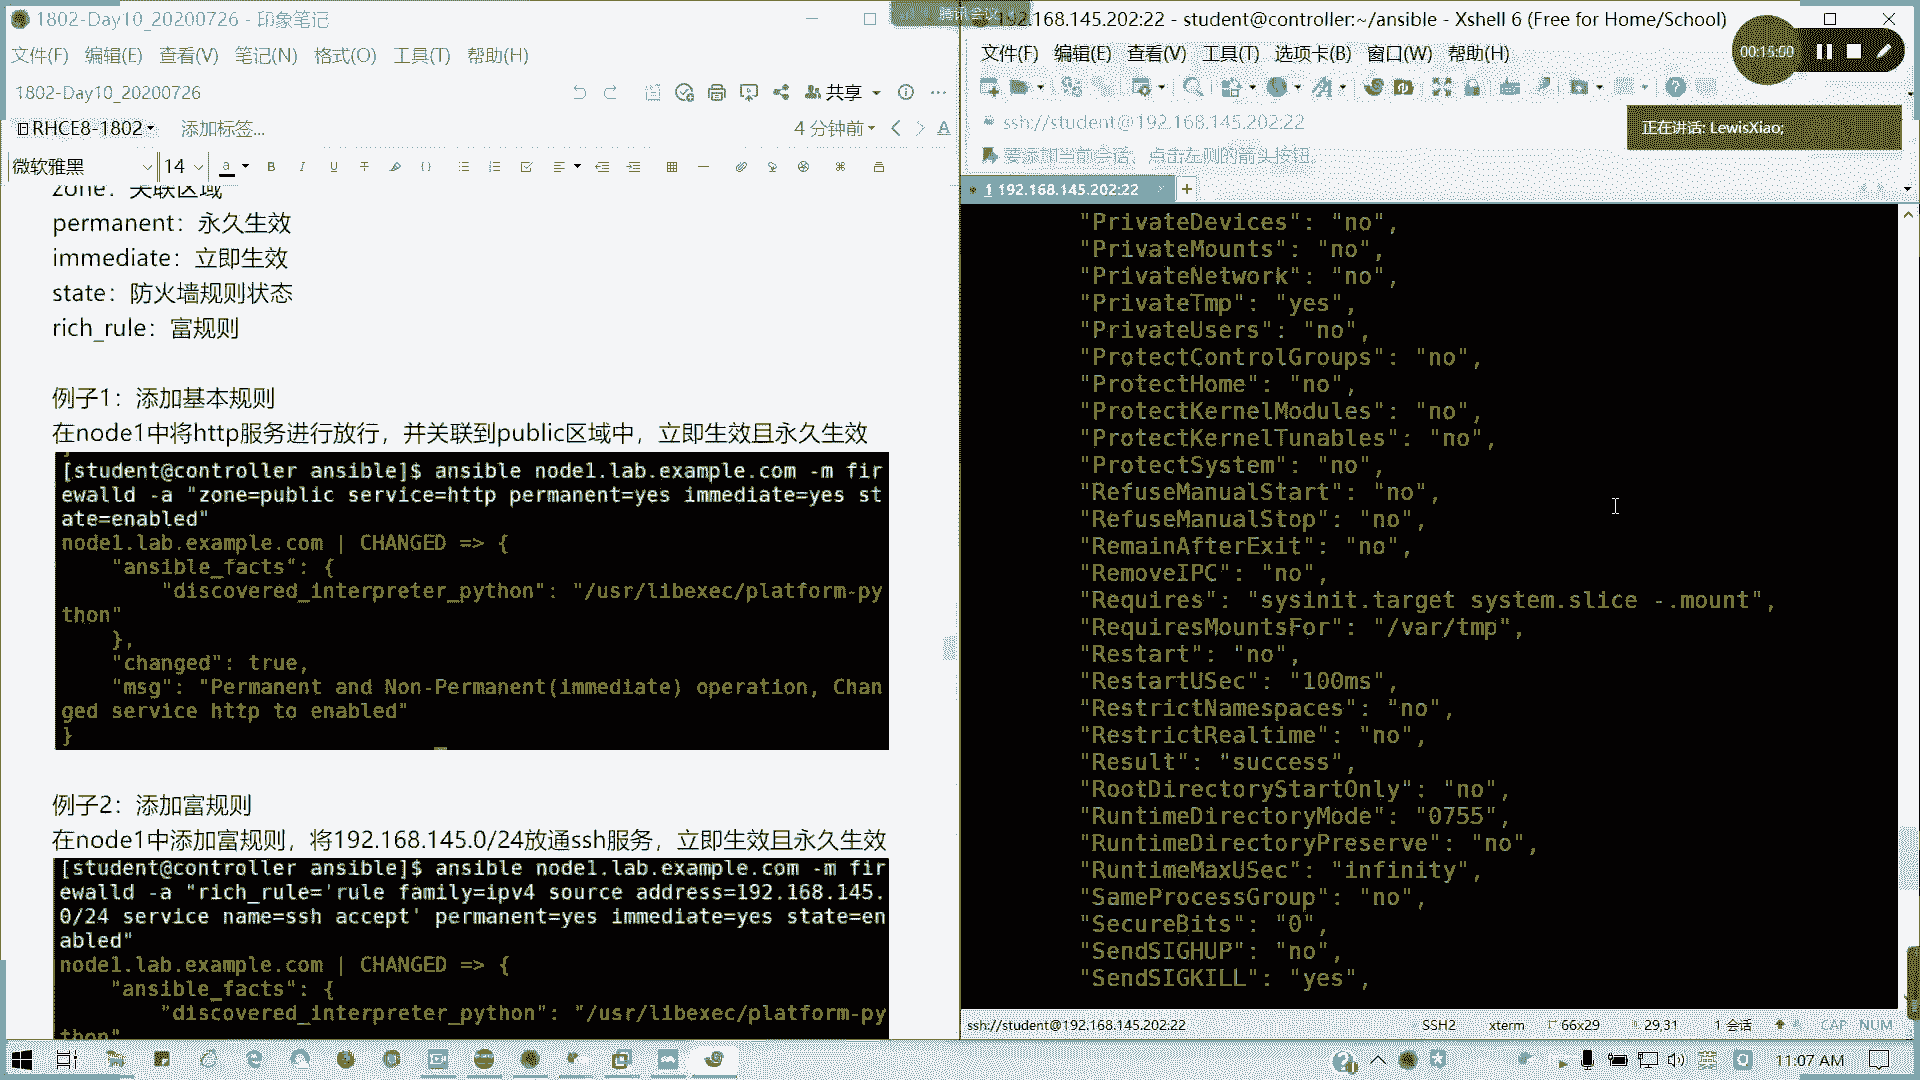 1802-Day10_20200726 - 印象笔记
文件(F) 编辑(E) 查看(V) 笔记(N) 格式(O) 工具(T) 帮助(H)
1802-Day10_20200726
共享
RHCE8-1802
添加标签...
4 分钟前
微软雅黑
14
zone：关联区域
permanent：永久生效
immediate：立即生效
state：防火墙规则状态
rich_rule：富规则
例子1：添加基本规则
在node1中将http服务进行放行，并关联到public区域中，立即生效且永久生效
[student@controller ansible]$ ansible node1.lab.example.com -m fir
ewalld -a "zone=public service=http permanent=yes immediate=yes st
ate=enabled"
node1.lab.example.com | CHANGED => {
"ansible_facts": {
"discovered_interpreter_python": "/usr/libexec/platform-py
thon"
},
"changed": true,
"msg": "Permanent and Non-Permanent(immediate) operation, Chan
ged service http to enabled"
}
例子2：添加富规则
在node1中添加富规则，将192.168.145.0/24放通ssh服务，立即生效且永久生效
[student@controller ansible]$ ansible node1.lab.example.com -m fir
ewalld -a "rich_rule='rule family=ipv4 source address=192.168.145.
0/24 service name=ssh accept' permanent=yes immediate=yes state=en
abled"
node1.lab.example.com | CHANGED => {
"ansible_facts": {
"discovered_interpreter_python": "/usr/libexec/platform-py
thon"
腾讯会议
192.168.145.202:22 - student@controller:~/ansible - Xshell 6 (Free for Home/School)
文件(F) 编辑(E) 查看(V) 工具(T) 选项卡(B) 窗口(W) 帮助(H)
00:15:00
ssh://student@192.168.145.202:22
正在讲话: LewisXiao;
要添加当前会话，点击左侧的箭头按钮。
1 192.168.145.202:22
"PrivateDevices": "no",
"PrivateMounts": "no",
"PrivateNetwork": "no",
"PrivateTmp": "yes",
"PrivateUsers": "no",
"ProtectControlGroups": "no",
"ProtectHome": "no",
"ProtectKernelModules": "no",
"ProtectKernelTunables": "no",
"ProtectSystem": "no",
"RefuseManualStart": "no",
"RefuseManualStop": "no",
"RemainAfterExit": "no",
"RemoveIPC": "no",
"Requires": "sysinit.target system.slice -.mount",
"RequiresMountsFor": "/var/tmp",
"Restart": "no",
"RestartUSec": "100ms",
"RestrictNamespaces": "no",
"RestrictRealtime": "no",
"Result": "success",
"RootDirectoryStartOnly": "no",
"RuntimeDirectoryMode": "0755",
"RuntimeDirectoryPreserve": "no",
"RuntimeMaxUSec": "infinity",
"SameProcessGroup": "no",
"SecureBits": "0",
"SendSIGHUP": "no",
"SendSIGKILL": "yes",
ssh://student@192.168.145.202:22 SSH2 xterm 66x29 29,31 1 会话 CAP NUM
11:07 AM